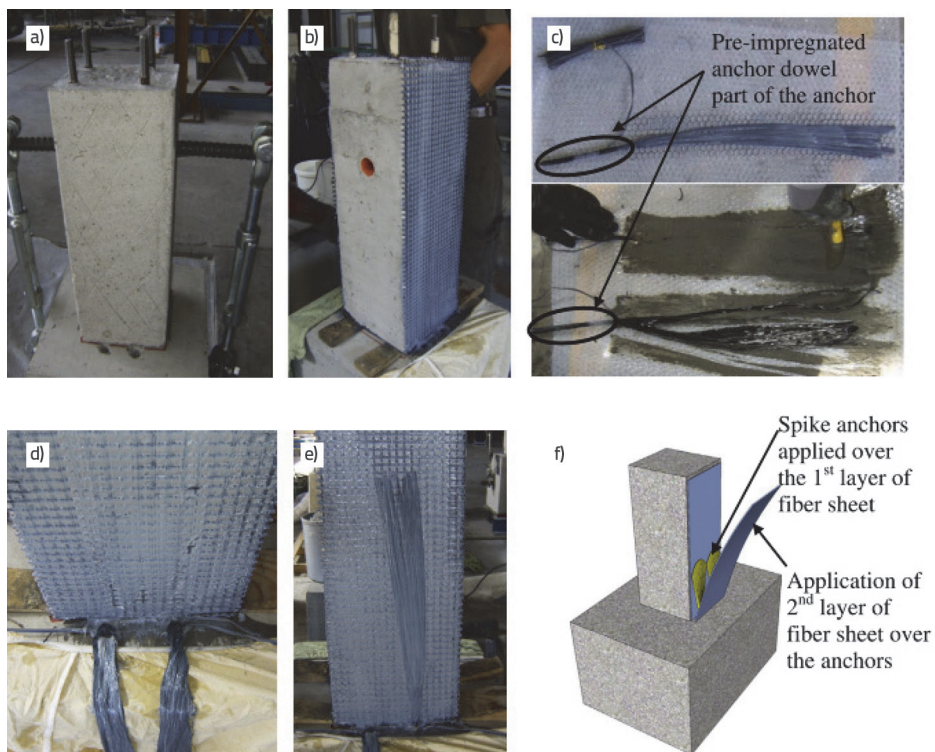 a)
b)
c)
Pre-impregnated
anchor dowel
part of the anchor
d)
e)
f)
Spike anchors
applied over
the 1st layer of
fiber sheet
Application of
2nd layer of
fiber sheet over
the anchors